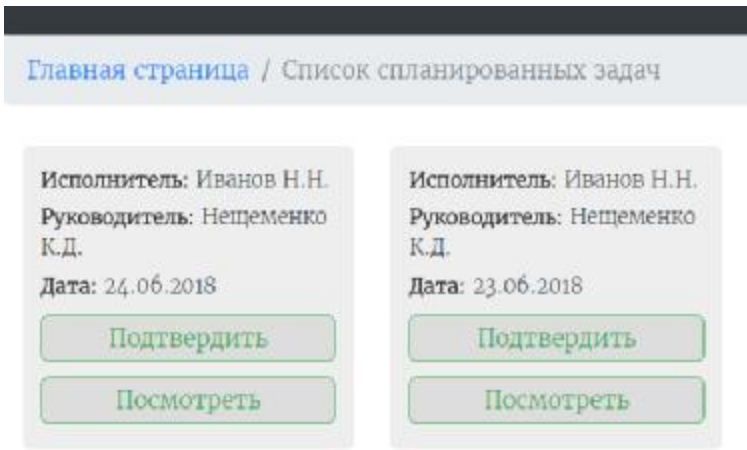 Главная страница / Список спланированных задач
Исполнитель: Иванов Н.Н.
Руководитель: Нещеменко
К.Д.
Дата: 24.06.2018
Подтвердить
Посмотреть
Исполнитель: Иванов Н.Н.
Руководитель: Нещеменко
К.Д.
Дата: 23.06.2018
Подтвердить
Посмотреть